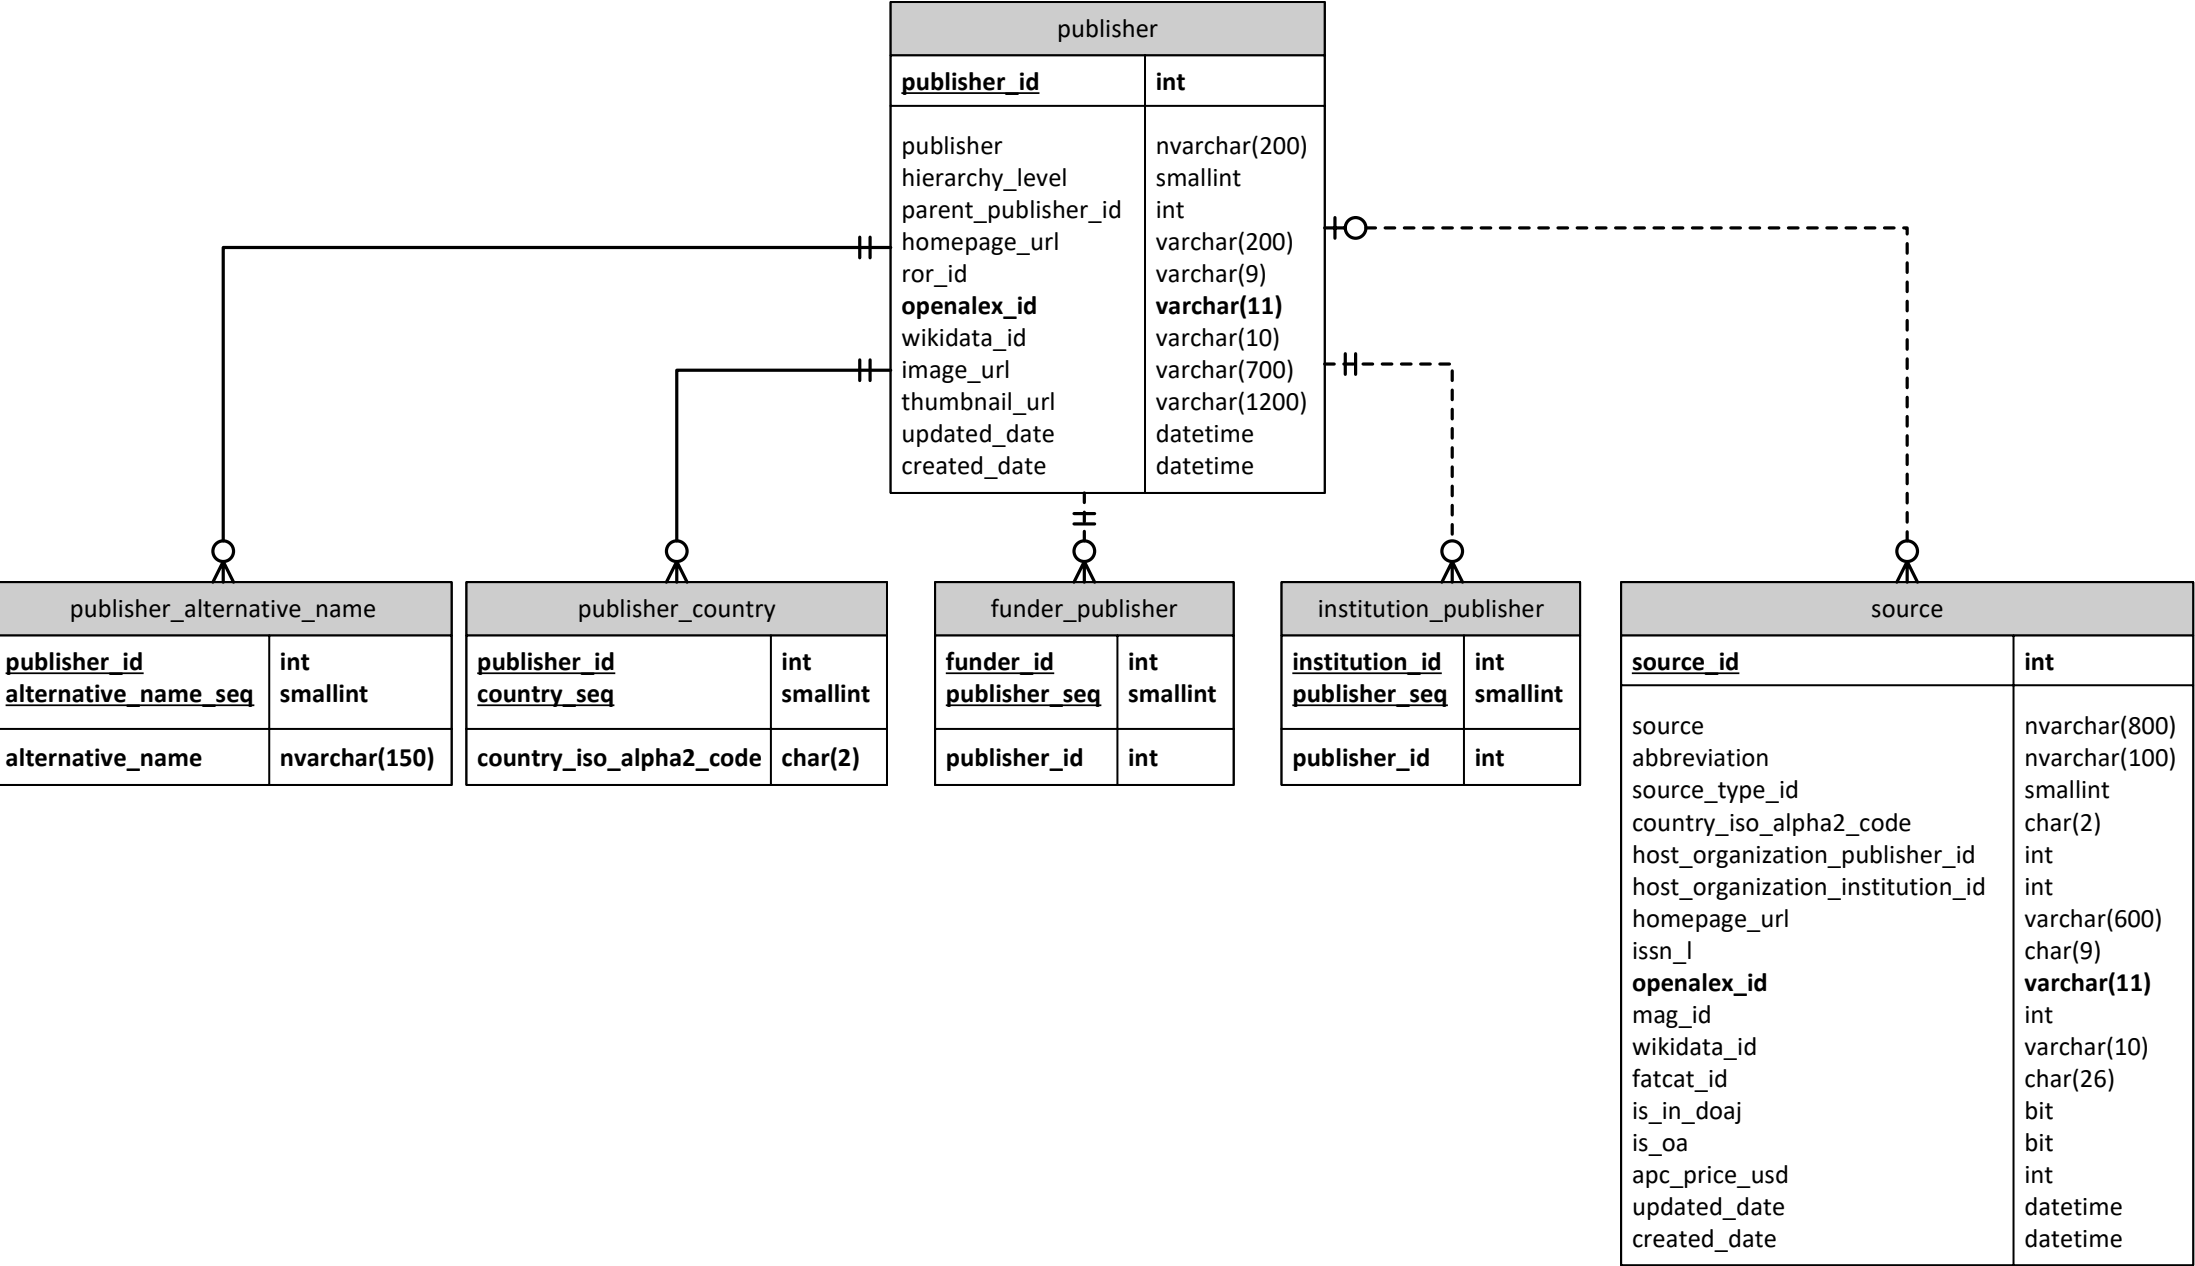 publisher
publisher_id int
publisher nvarchar(200)
hierarchy_level smallint
parent_publisher_id int
homepage_url varchar(200)
ror_id varchar(9)
openalex_id varchar(11)
wikidata_id varchar(10)
image_url varchar(700)
thumbnail_url varchar(1200)
updated_date datetime
created_date datetime
publisher_alternative_name
publisher_id int
alternative_name_seq smallint
alternative_name nvarchar(150)
publisher_country
publisher_id int
country_seq smallint
country_iso_alpha2_code char(2)
funder_publisher
funder_id int
publisher_seq smallint
publisher_id int
institution_publisher
institution_id int
publisher_seq smallint
publisher_id int
source
source_id int
source nvarchar(800)
abbreviation nvarchar(100)
source_type_id smallint
country_iso_alpha2_code char(2)
host_organization_publisher_id int
host_organization_institution_id int
homepage_url varchar(600)
issn_l char(9)
openalex_id varchar(11)
mag_id int
wikidata_id varchar(10)
fatcat_id char(26)
is_in_doaj bit
is_oa bit
apc_price_usd int
updated_date datetime
created_date datetime